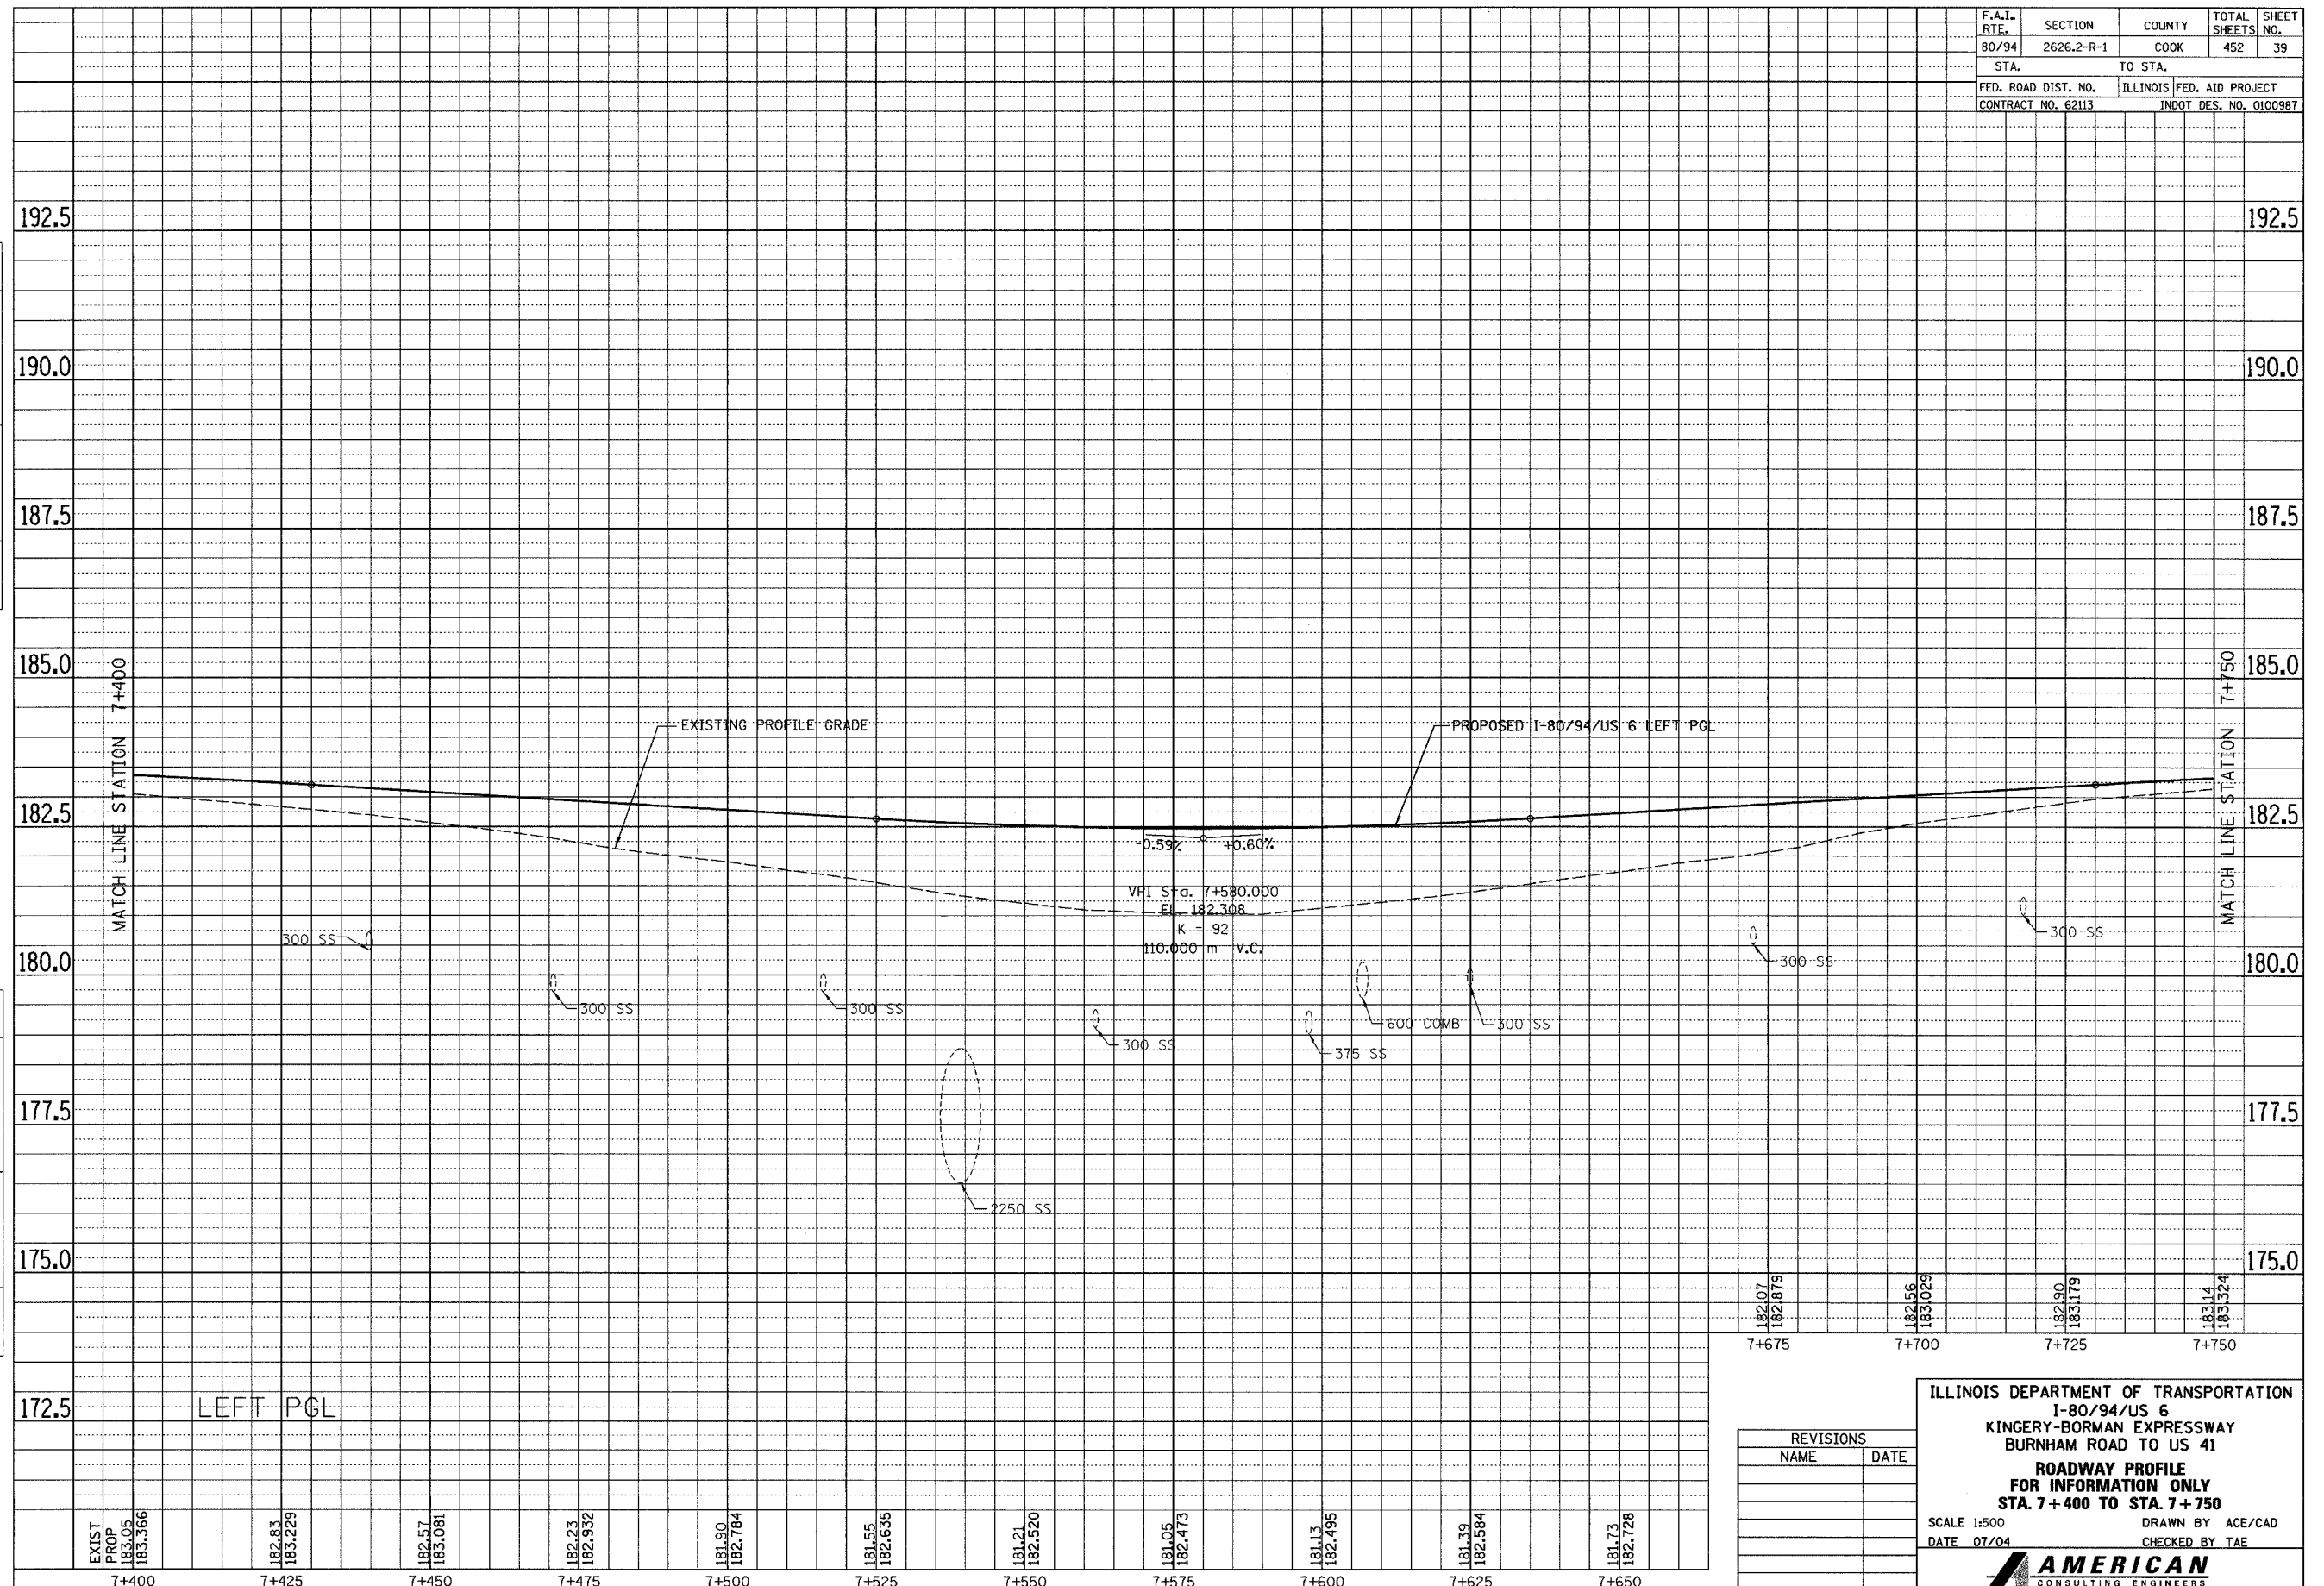 F.A.I. RTE. SECTION COUNTY TOTAL SHEETS SHEET NO.
80/94 2626.2-R-1 COOK 452 39
STA. TO STA.
FED. ROAD DIST. NO. ILLINOIS FED. AID PROJECT
CONTRACT NO. 62113 INDOT DES. NO. 0100987
192.5 192.5
190.0 190.0
187.5 187.5
185.0 185.0
MATCH LINE STATION 7+400
MATCH LINE STATION 7+750
EXISTING PROFILE GRADE
PROPOSED I-80/94/US 6 LEFT PGL
182.5 182.5
-0.59% +0.60%
VPI Sta. 7+580.000
EL. 182.308
K = 92
110.000 m V.C.
300 SS
300 SS
180.0 180.0
300 SS
300 SS
300 SS
600 COMB
300 SS
300 SS
375 SS
177.5 177.5
2250 SS
175.0 175.0
182.07 182.56 182.90 183.14
182.879 183.029 183.179 183.324
7+675 7+700 7+725 7+750
172.5
LEFT PGL
EXIST 183.05 182.83 182.57 182.23 181.90 181.55 181.21 181.05 181.13 181.39 181.73
PROP 183.366 183.229 183.081 182.932 182.784 182.635 182.520 182.473 182.495 182.584 182.728
7+400 7+425 7+450 7+475 7+500 7+525 7+550 7+575 7+600 7+625 7+650
REVISIONS
NAME DATE
ILLINOIS DEPARTMENT OF TRANSPORTATION
I-80/94/US 6
KINGERY-BORMAN EXPRESSWAY
BURNHAM ROAD TO US 41
ROADWAY PROFILE
FOR INFORMATION ONLY
STA. 7+400 TO STA. 7+750
SCALE 1:500 DRAWN BY ACE/CAD
DATE 07/04 CHECKED BY TAE
AMERICAN
CONSULTING ENGINEERS